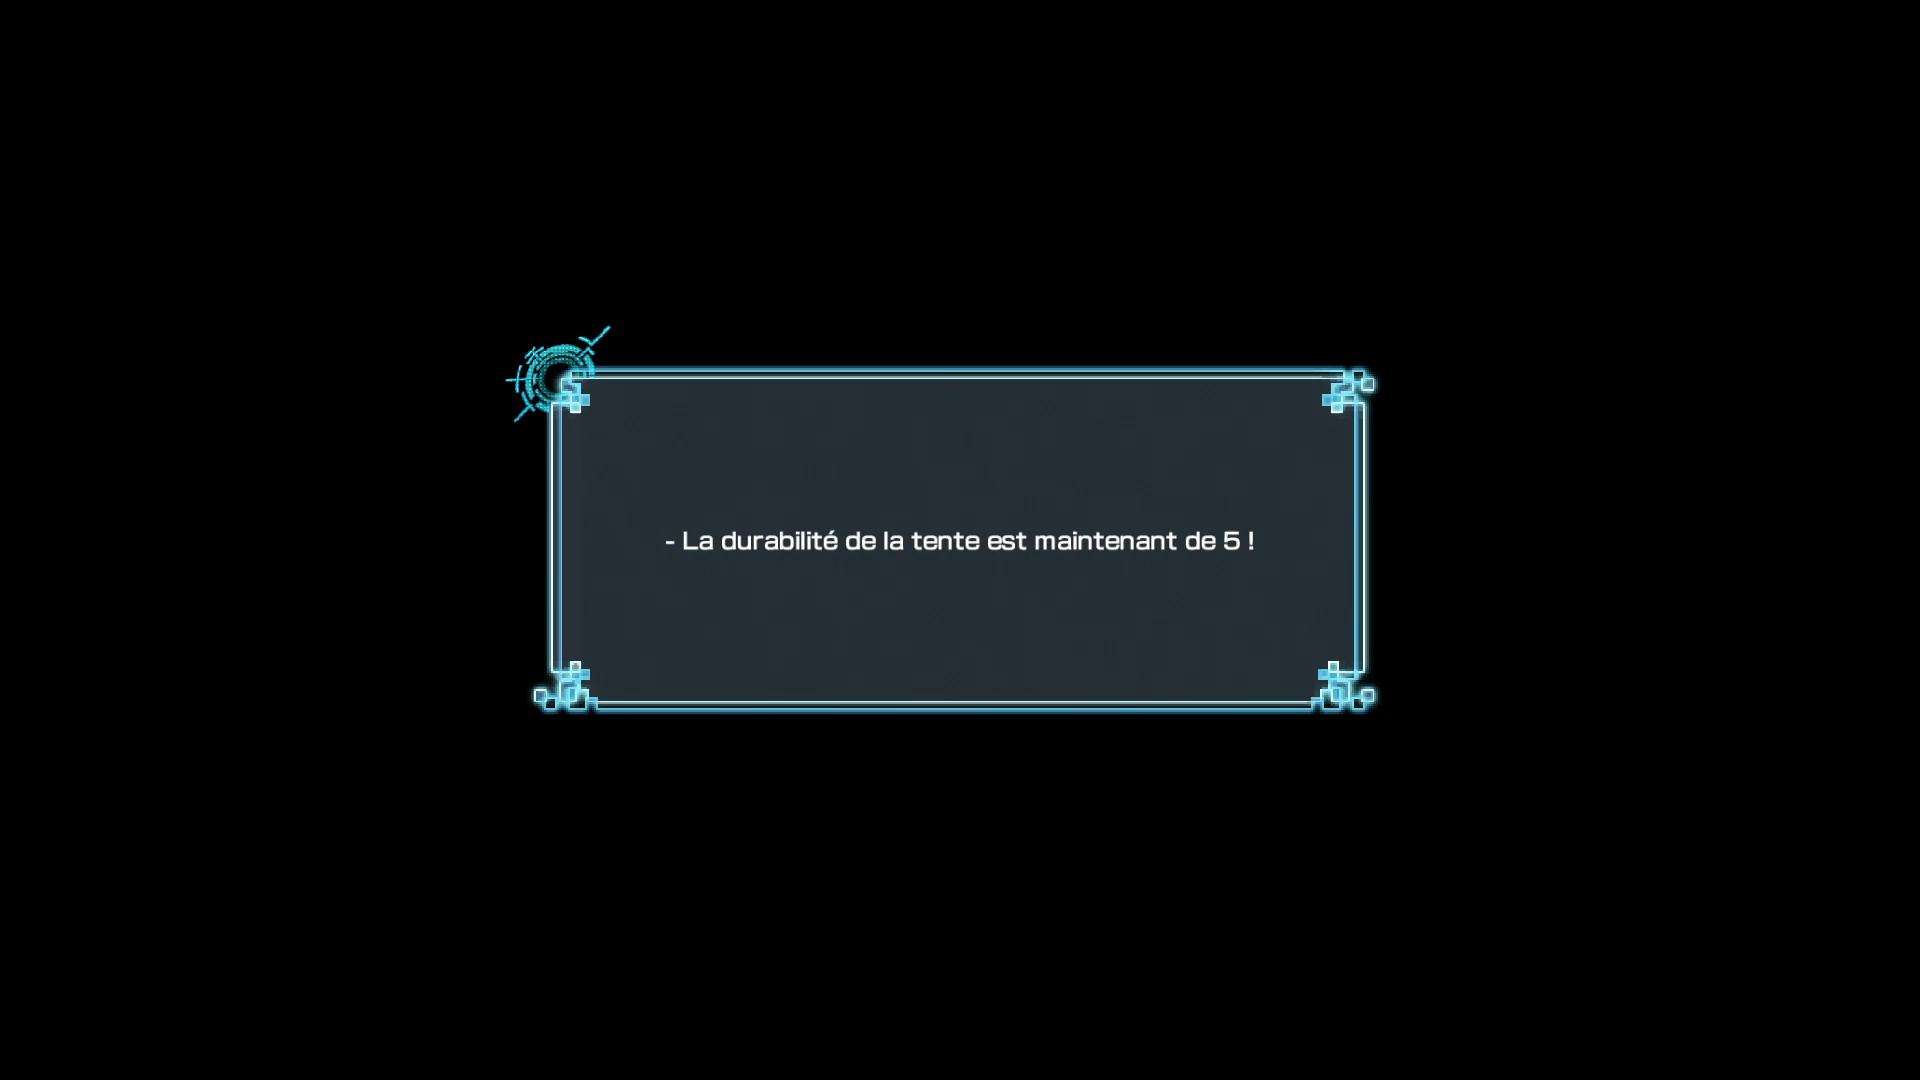 - La durabilité de la tente est maintenant de 5 !